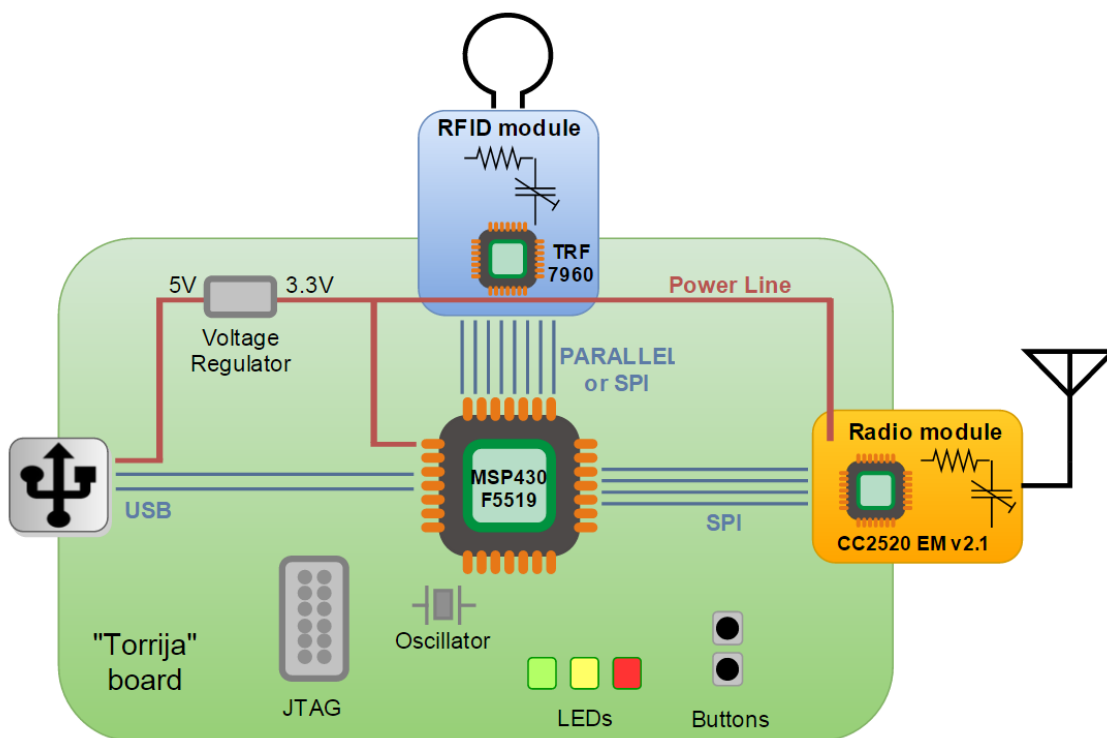 RFID module
TRF
7960
5V
3.3V
Power Line
Voltage
Regulator
PARALLEL
or SPI
Radio module
MSP430
F5519
USB
SPI
CC2520 EM v2.1
"Torrija"
board
Oscillator
JTAG
LEDs
Buttons